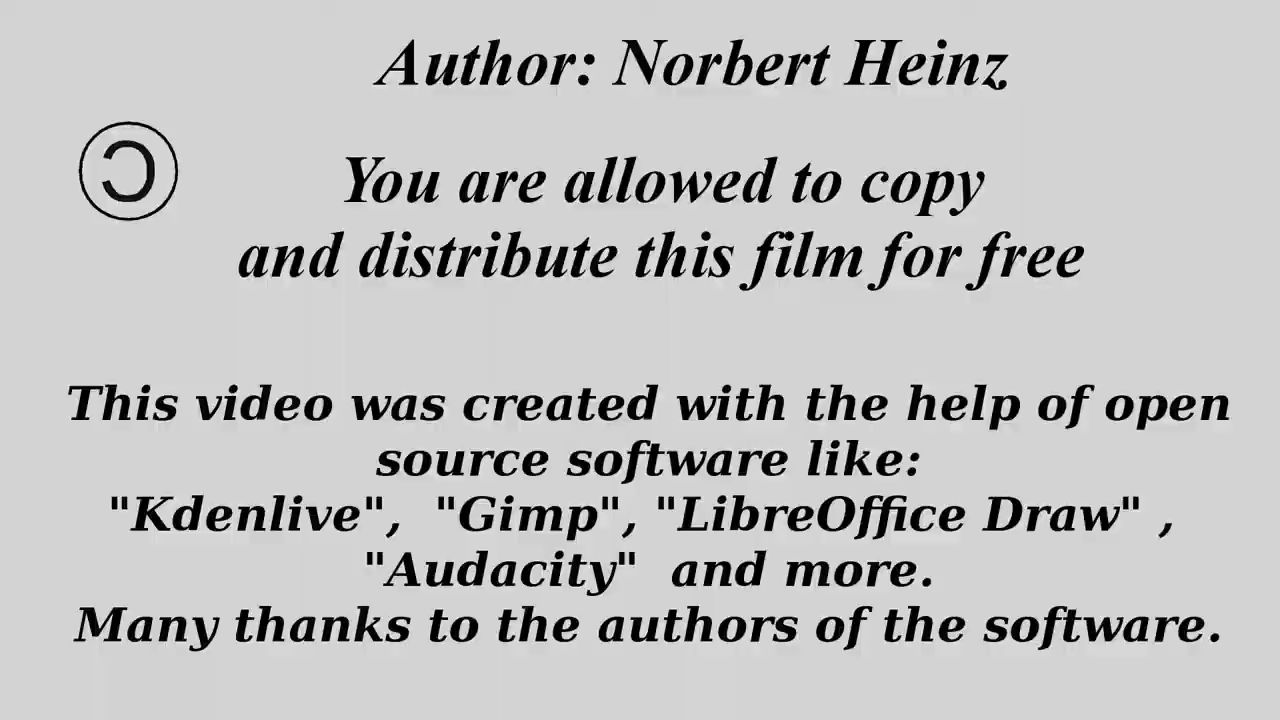 Author: Norbert Heinz
Ɔ
You are allowed to copy
and distribute this film for free
This video was created with the help of open
source software like:
"Kdenlive",  "Gimp", "LibreOffice Draw" ,
"Audacity"  and more.
Many thanks to the authors of the software.